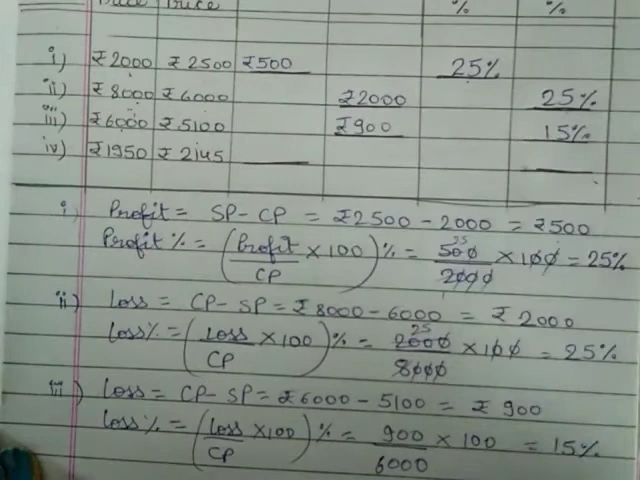 Price Price % %
i) ₹2000 ₹2500 ₹500 25%
ii) ₹8000 ₹6000 ₹2000 25%
iii) ₹6000 ₹5100 ₹900 15%
iv) ₹1950 ₹2145
i) Profit = SP-CP = ₹2500-2000 = ₹500
Profit% = (Profit/CP ×100)% = 500/2000 ×100 = 25%
ii) Loss = CP-SP = ₹8000-6000 = ₹2000
Loss% = (Loss/CP ×100)% = 2000/8000 ×100 = 25%
iii) Loss = CP-SP = ₹6000-5100 = ₹900
Loss% = (Loss/CP ×100)% = 900/6000 ×100 = 15%